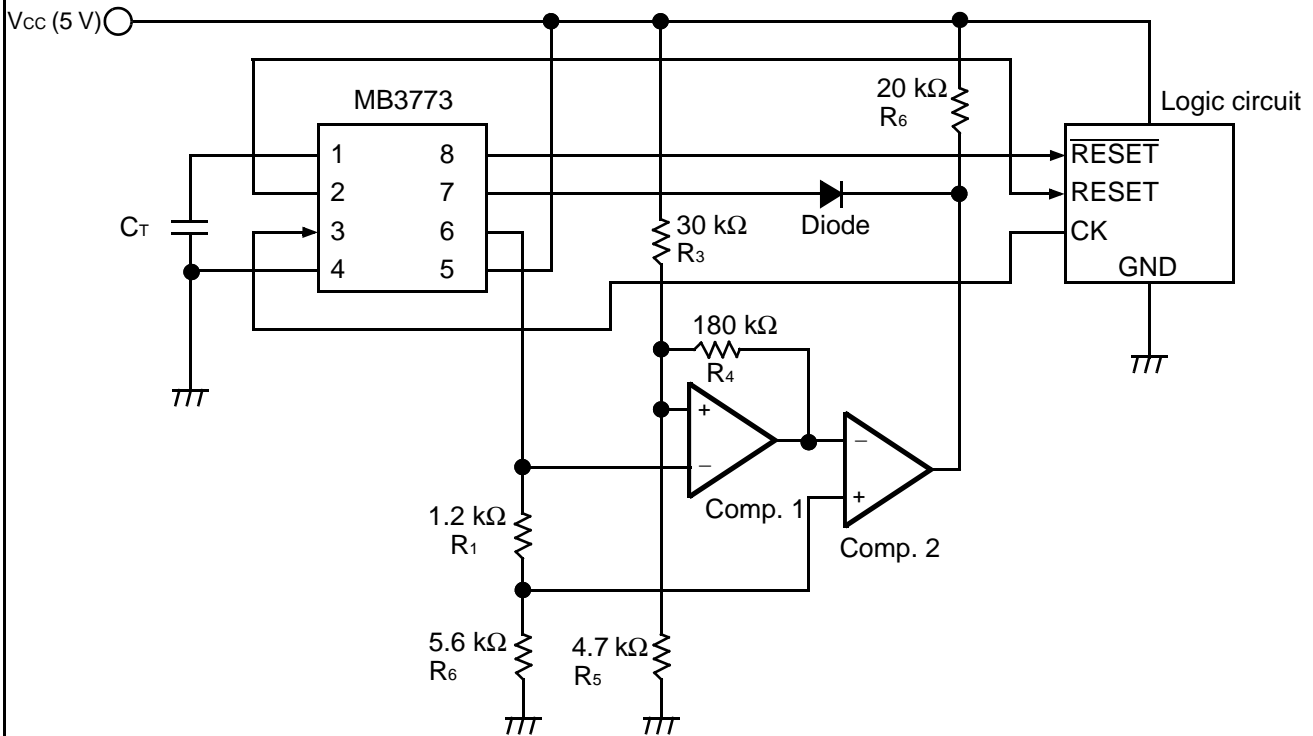 VCC (5 V)
MB3773
20 kΩ
R6
Logic circuit
1 8
RESET
2 7
RESET
CT
Diode
30 kΩ
R3
3 6
CK
4 5
GND
180 kΩ
R4
+
−
−
+
Comp. 1
Comp. 2
1.2 kΩ
R1
5.6 kΩ
R6
4.7 kΩ
R5